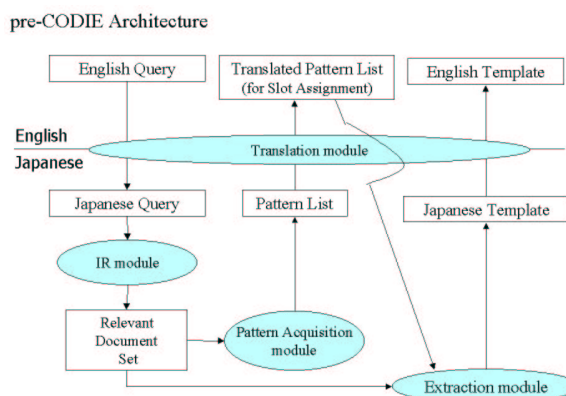 pre-CODIE Architecture
English Query
Translated Pattern List
(for Slot Assignment)
English Template
English
Japanese
Translation module
Japanese Query
Pattern List
Japanese Template
IR module
Relevant
Document
Set
Pattern Acquisition
module
Extraction module